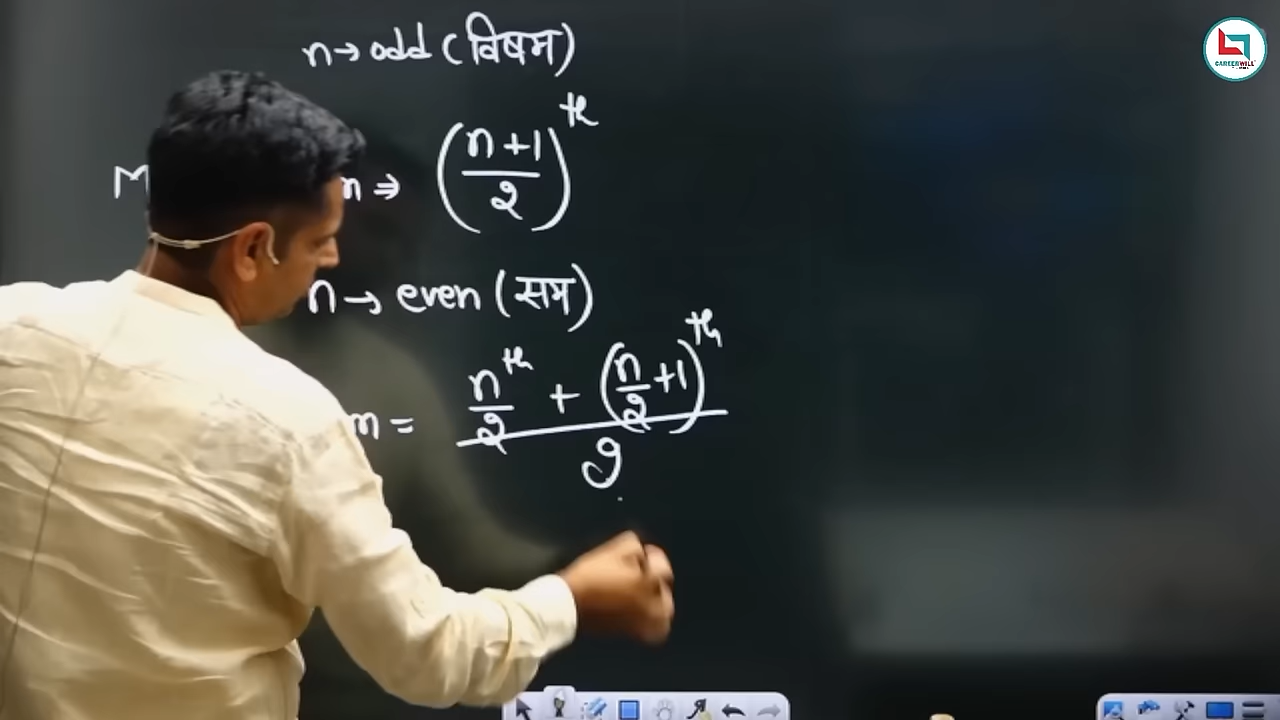 n→ odd (विषम)
⇒ (n+1/2)^th
n→ even (सम)
= n/2^th + (n/2+1)^th / 2
CAREERWILL